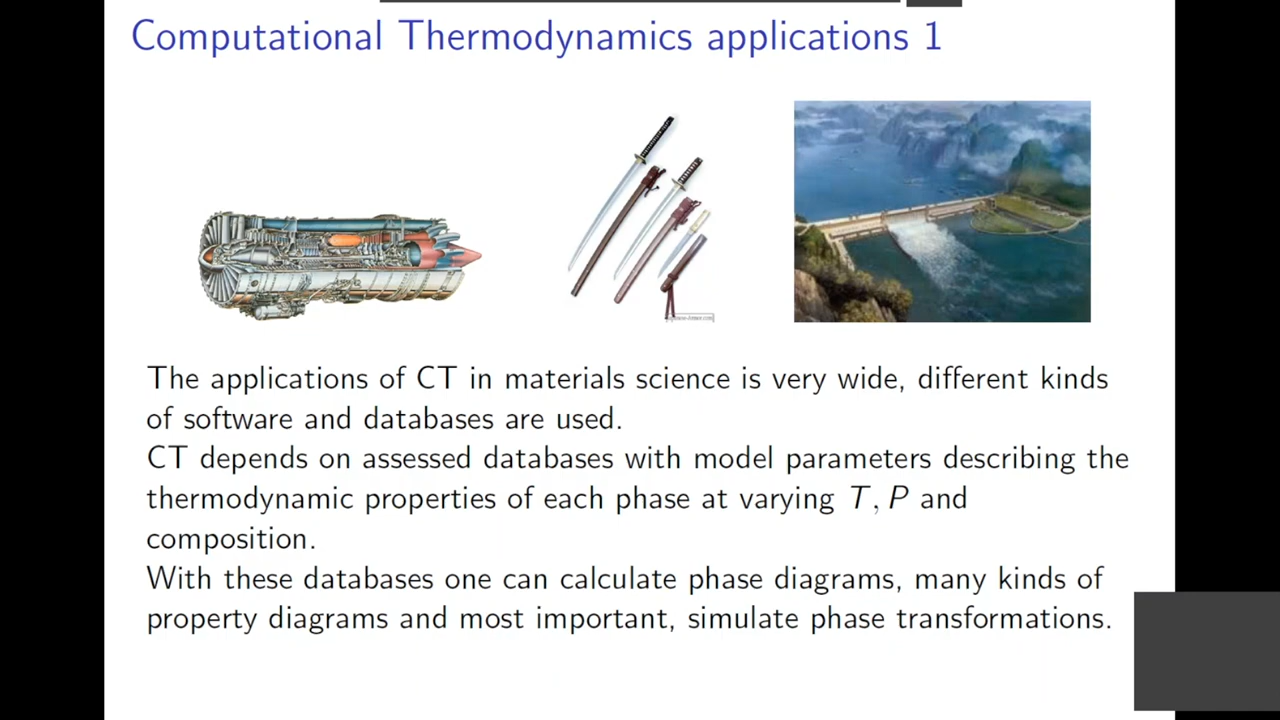 Computational Thermodynamics applications 1
The applications of CT in materials science is very wide, different kinds
of software and databases are used.
CT depends on assessed databases with model parameters describing the
thermodynamic properties of each phase at varying T, P and
composition.
With these databases one can calculate phase diagrams, many kinds of
property diagrams and most important, simulate phase transformations.